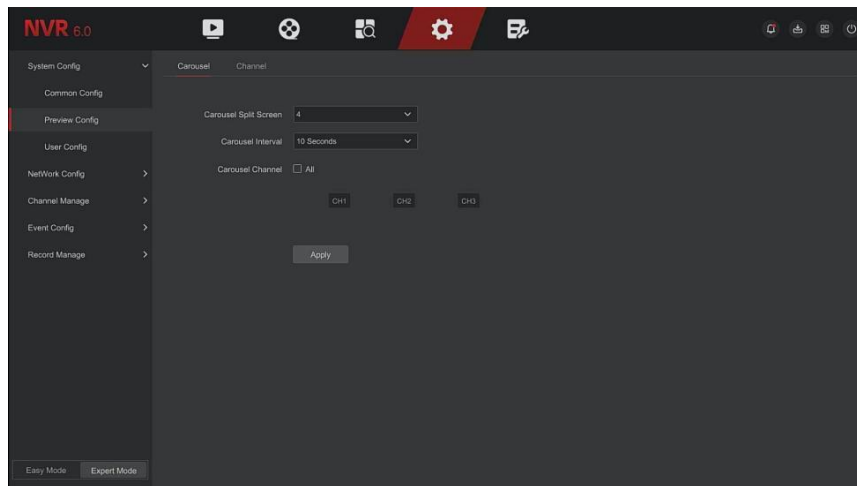 NVR 6.0
System Config
Common Config
Preview Config
User Config
NetWork Config
Channel Manage
Event Config
Record Manage
Easy Mode Expert Mode
Carousel Channel
Carousel Split Screen 4
Carousel Interval 10 Seconds
Carousel Channel All
CH1 CH2 CH3
Apply